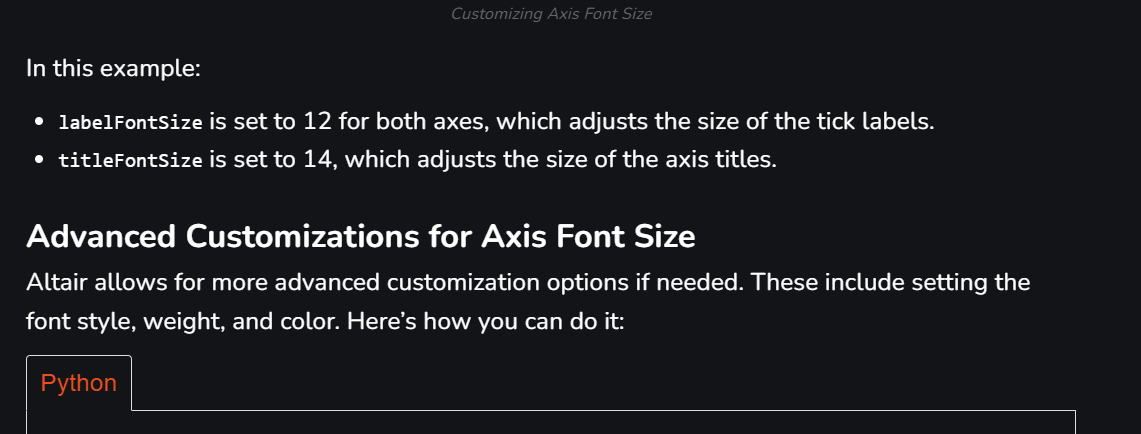 Customizing Axis Font Size
In this example:
labelFontSize is set to 12 for both axes, which adjusts the size of the tick labels.
titleFontSize is set to 14, which adjusts the size of the axis titles.
Advanced Customizations for Axis Font Size
Altair allows for more advanced customization options if needed. These include setting the
font style, weight, and color. Here’s how you can do it:
Python